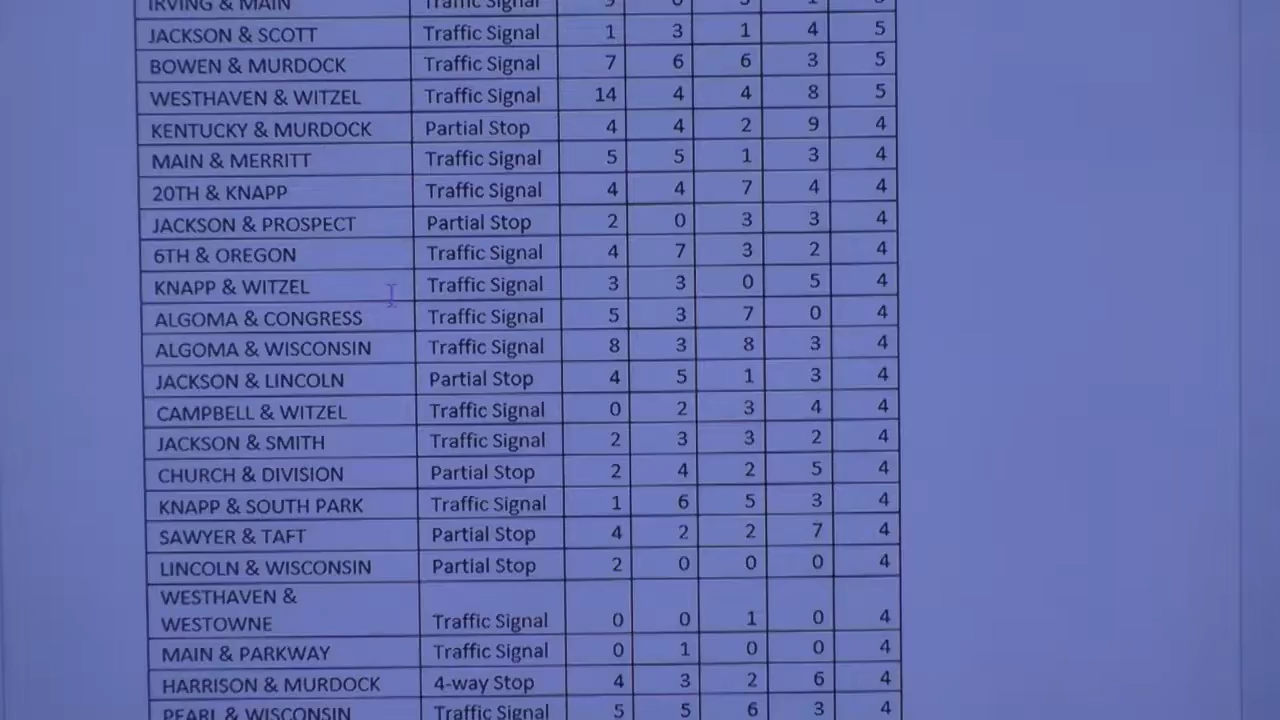 IRVING & MAIN Traffic Signal
JACKSON & SCOTT Traffic Signal 1 3 1 4 5
BOWEN & MURDOCK Traffic Signal 7 6 6 3 5
WESTHAVEN & WITZEL Traffic Signal 14 4 4 8 5
KENTUCKY & MURDOCK Partial Stop 4 4 2 9 4
MAIN & MERRITT Traffic Signal 5 5 1 3 4
20TH & KNAPP Traffic Signal 4 4 7 4 4
JACKSON & PROSPECT Partial Stop 2 0 3 3 4
6TH & OREGON Traffic Signal 4 7 3 2 4
KNAPP & WITZEL Traffic Signal 3 3 0 5 4
ALGOMA & CONGRESS Traffic Signal 5 3 7 0 4
ALGOMA & WISCONSIN Traffic Signal 8 3 8 3 4
JACKSON & LINCOLN Partial Stop 4 5 1 3 4
CAMPBELL & WITZEL Traffic Signal 0 2 3 4 4
JACKSON & SMITH Traffic Signal 2 3 3 2 4
CHURCH & DIVISION Partial Stop 2 4 2 5 4
KNAPP & SOUTH PARK Traffic Signal 1 6 5 3 4
SAWYER & TAFT Partial Stop 4 2 2 7 4
LINCOLN & WISCONSIN Partial Stop 2 0 0 0 4
WESTHAVEN &
WESTOWNE Traffic Signal 0 0 1 0 4
MAIN & PARKWAY Traffic Signal 0 1 0 0 4
HARRISON & MURDOCK 4-way Stop 4 3 2 6 4
PEARL & WISCONSIN Traffic Signal 5 5 6 3 4